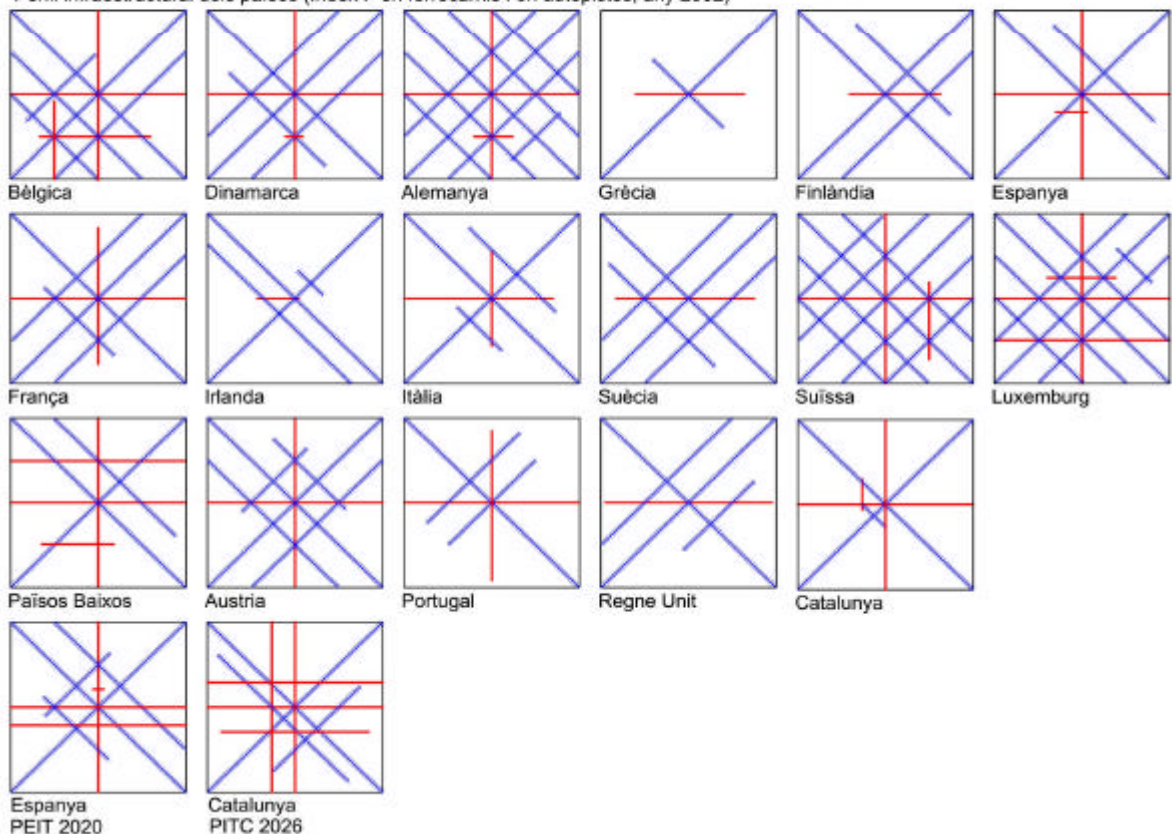 Bèlgica
Dinamarca
Alemanya
Grècia
Finlàndia
Espanya
França
Irlanda
Itàlia
Suècia
Suïssa
Luxemburg
Països Baixos
Austria
Portugal
Regne Unit
Catalunya
Espanya
PEIT 2020
Catalunya
PITC 2026